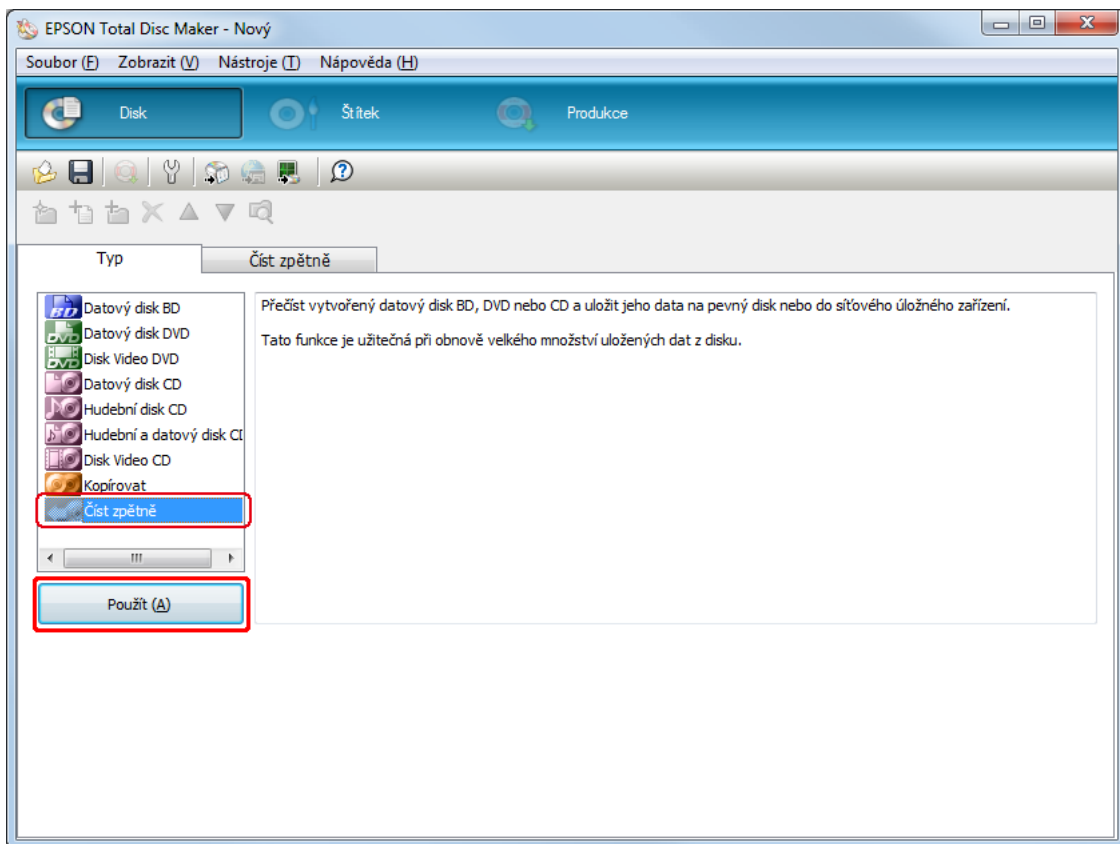 EPSON Total Disc Maker - Nový
Soubor (F) Zobrazit (V) Nástroje (T) Nápověda (H)
Disk Štítek Produkce
Typ Číst zpětně
Datový disk BD
Datový disk DVD
Disk Video DVD
Datový disk CD
Hudební disk CD
Hudební a datový disk CD
Disk Video CD
Kopírovat
Číst zpětně
Použít (A)
Přečíst vytvořený datový disk BD, DVD nebo CD a uložit jeho data na pevný disk nebo do síťového úložného zařízení.
Tato funkce je užitečná při obnově velkého množství uložených dat z disku.